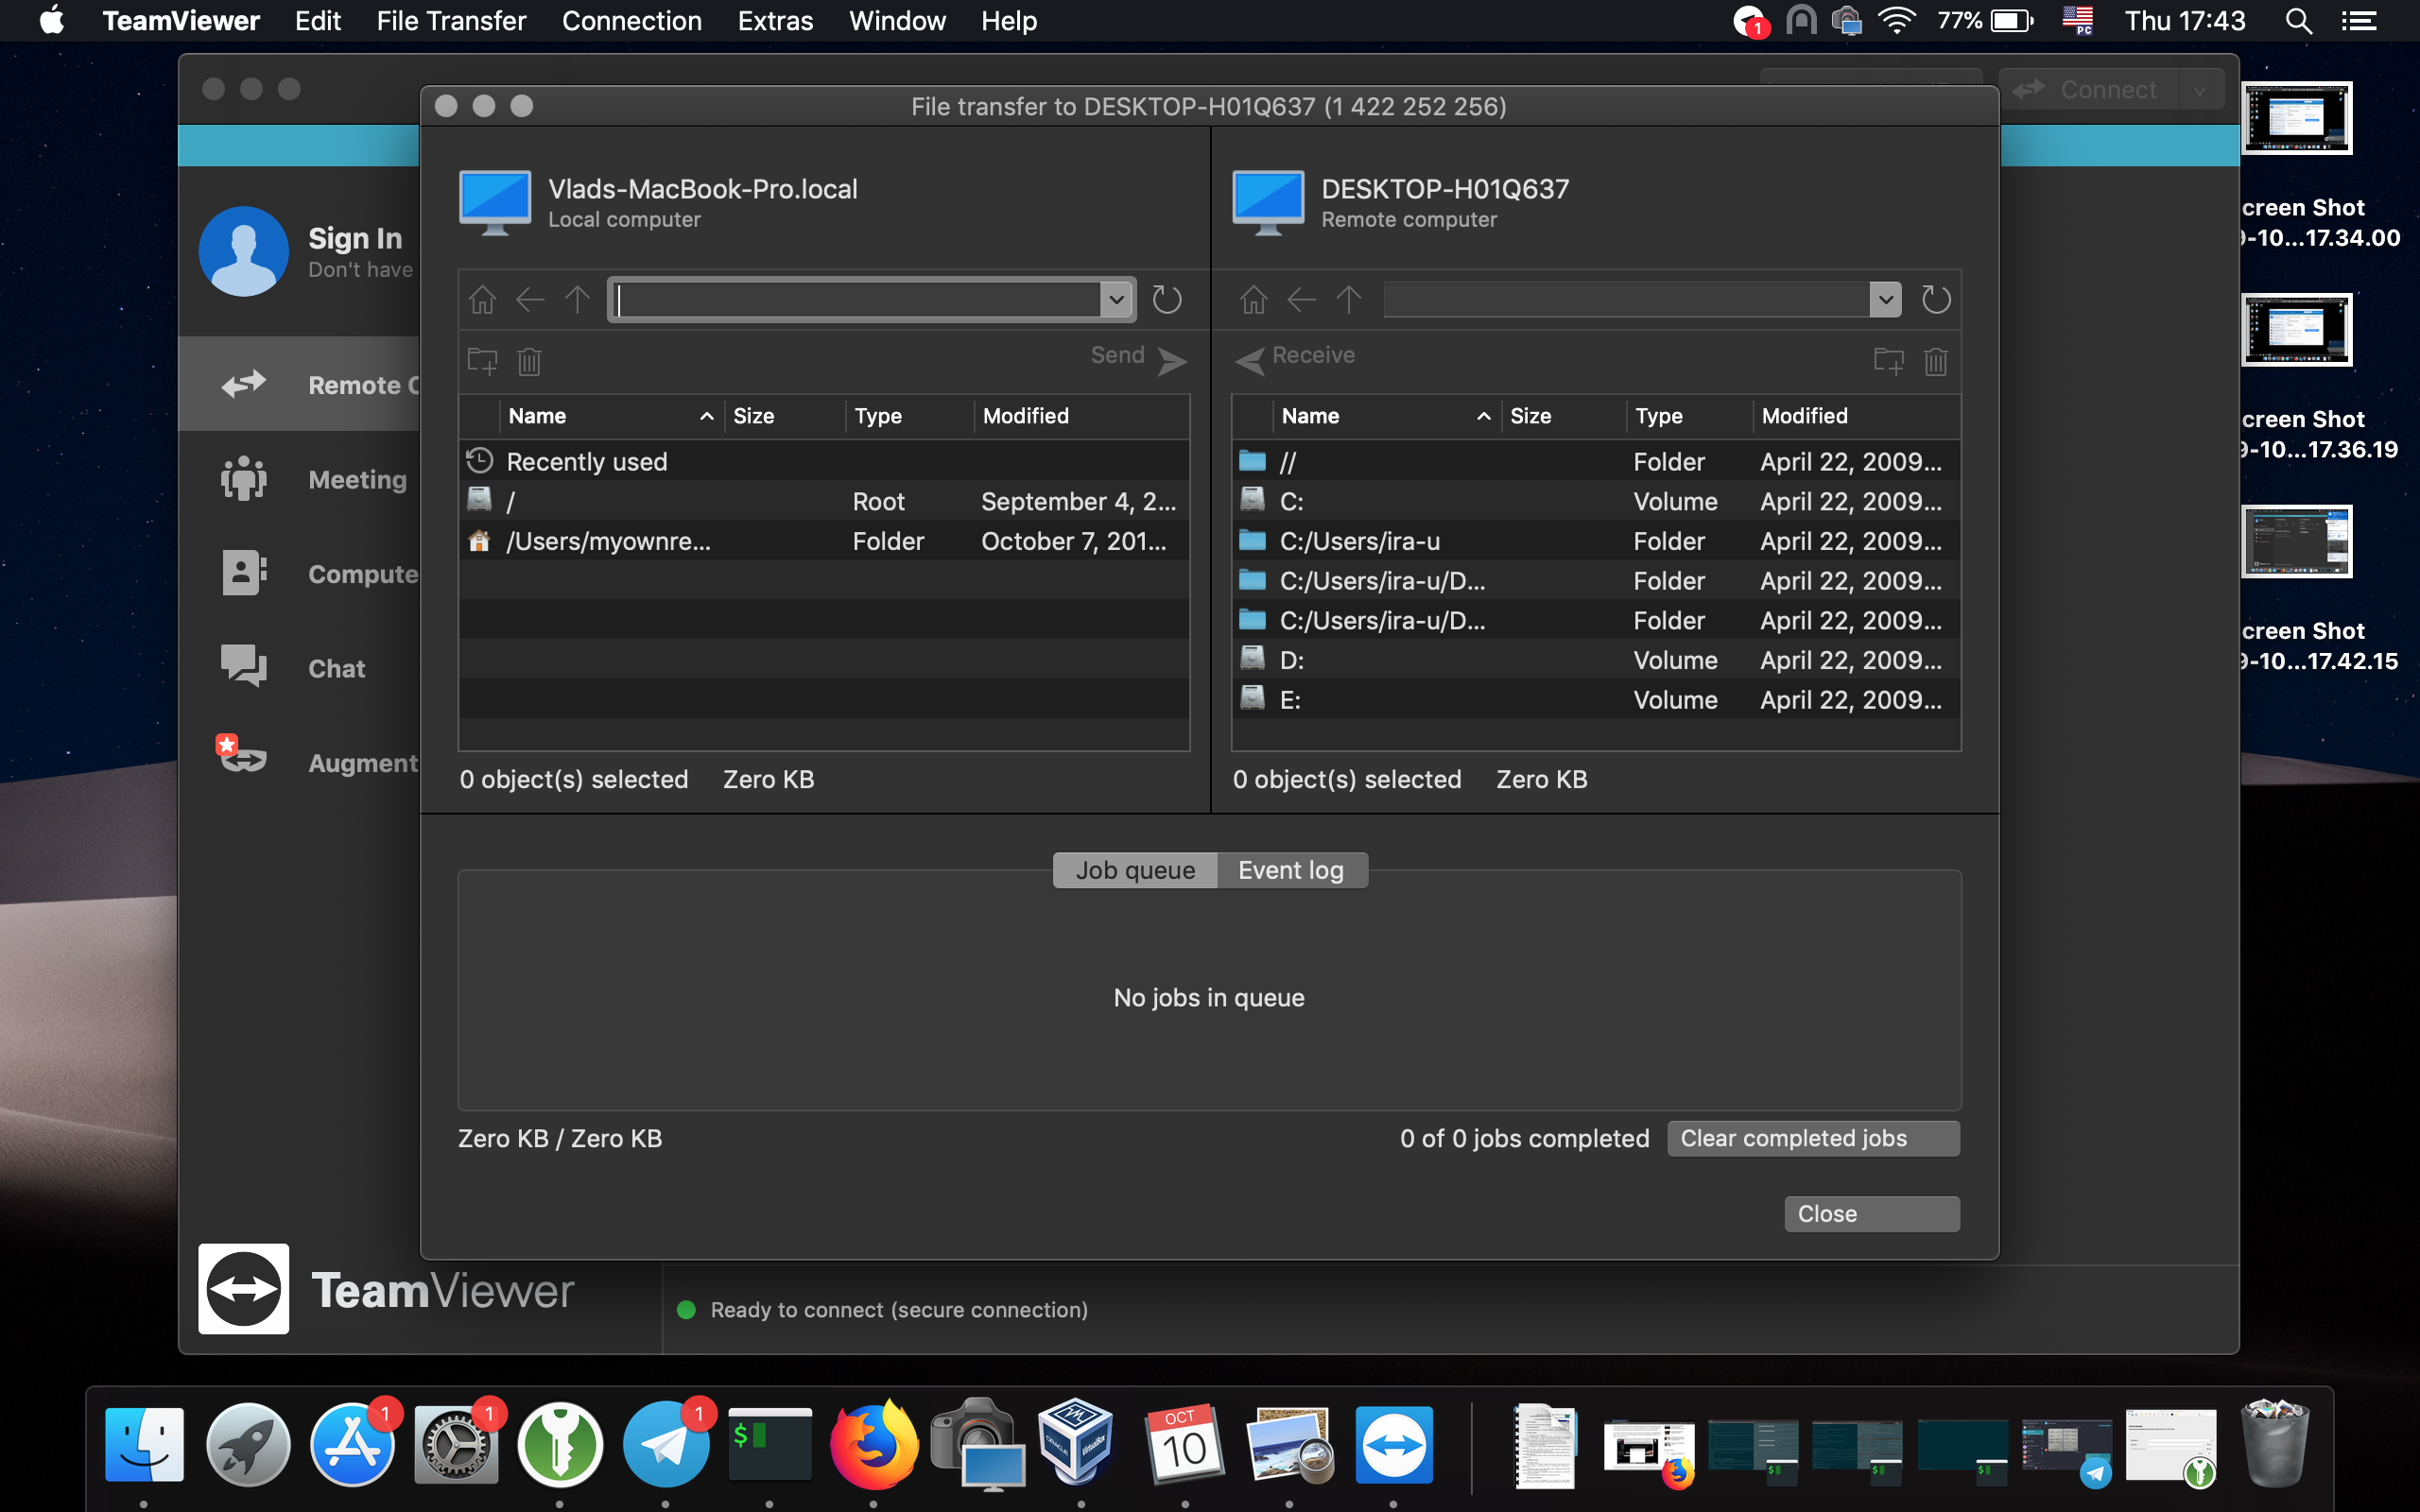 TeamViewer Edit File Transfer Connection Extras Window Help
1 77% PC Thu 17:43
Connect
File transfer to DESKTOP-H01Q637 (1 422 252 256)
Sign In
Don't have
Remote C
Meeting
Compute
Chat
Augment
Vlads-MacBook-Pro.local
Local computer
Send
Name Size Type Modified
Recently used
/ Root September 4, 2...
/Users/myownre... Folder October 7, 201...
0 object(s) selected Zero KB
DESKTOP-H01Q637
Remote computer
Receive
Name Size Type Modified
// Folder April 22, 2009...
C: Volume April 22, 2009...
C:/Users/ira-u Folder April 22, 2009...
C:/Users/ira-u/D... Folder April 22, 2009...
C:/Users/ira-u/D... Folder April 22, 2009...
D: Volume April 22, 2009...
E: Volume April 22, 2009...
0 object(s) selected Zero KB
Job queue Event log
No jobs in queue
Zero KB / Zero KB
0 of 0 jobs completed Clear completed jobs
Close
TeamViewer
Ready to connect (secure connection)
creen Shot
9-10...17.34.00
creen Shot
9-10...17.36.19
creen Shot
9-10...17.42.15
1
1
1
$
ORACLE
VirtualBox
OCT
10
$
$
$